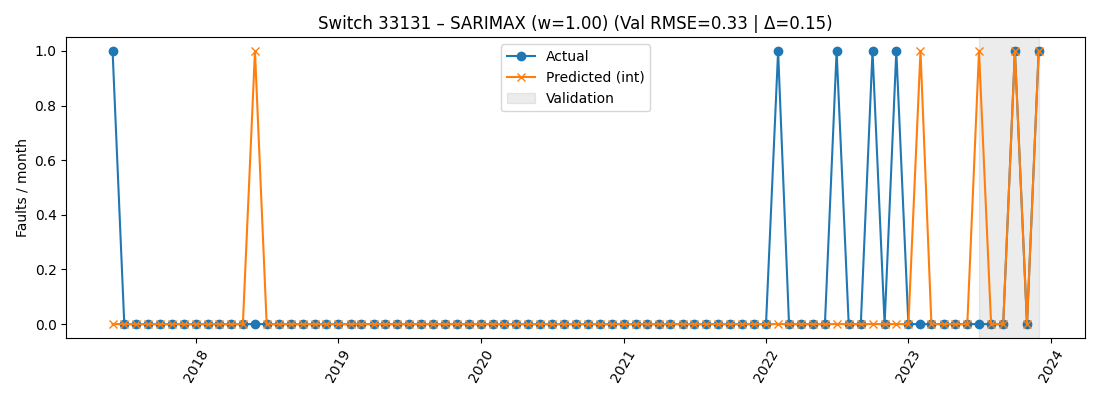 Switch 33131 – SARIMAX (w=1.00) (Val RMSE=0.33 | Δ=0.15)
Actual
Predicted (int)
Validation
Faults / month
1.0
0.8
0.6
0.4
0.2
0.0
2018
2019
2020
2021
2022
2023
2024